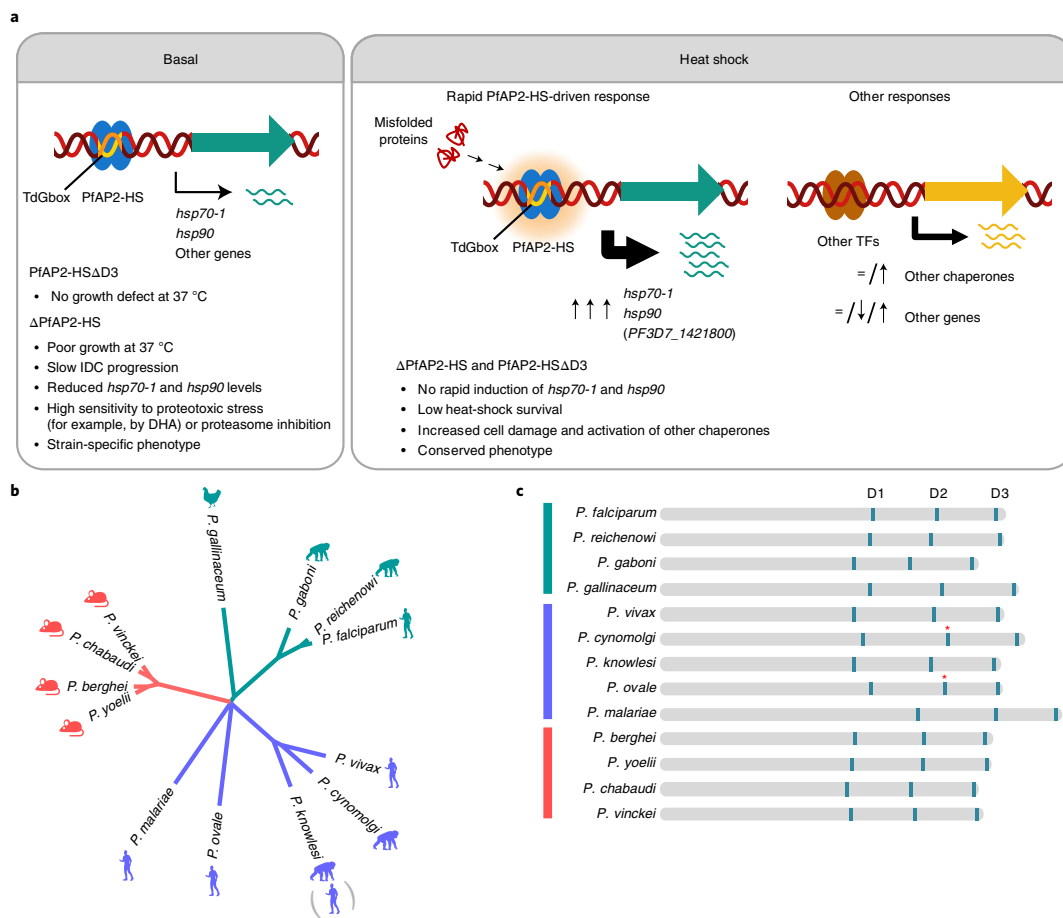 a
Basal
TdGbox PfAP2-HS
hsp70-1
hsp90
Other genes
PfAP2-HSΔD3
• No growth defect at 37 °C
ΔPfAP2-HS
• Poor growth at 37 °C
• Slow IDC progression
• Reduced hsp70-1 and hsp90 levels
• High sensitivity to proteotoxic stress
(for example, by DHA) or proteasome inhibition
• Strain-specific phenotype
Heat shock
Rapid PfAP2-HS-driven response
Misfolded
proteins
TdGbox PfAP2-HS
↑ ↑ ↑ hsp70-1
hsp90
(PF3D7_1421800)
Other responses
Other TFs
=/↑ Other chaperones
=/↓/↑ Other genes
ΔPfAP2-HS and PfAP2-HSΔD3
• No rapid induction of hsp70-1 and hsp90
• Low heat-shock survival
• Increased cell damage and activation of other chaperones
• Conserved phenotype
b
P. gallinaceum
P. gaboni
P. reichenowi
P. falciparum
P. vinckei
P. chabaudi
P. berghei
P. yoelii
P. malariae
P. ovale
P. knowlesi
P. cynomolgi
P. vivax
( )
c
D1 D2 D3
P. falciparum
P. reichenowi
P. gaboni
P. gallinaceum
P. vivax
P. cynomolgi *
P. knowlesi
P. ovale *
P. malariae
P. berghei
P. yoelii
P. chabaudi
P. vinckei